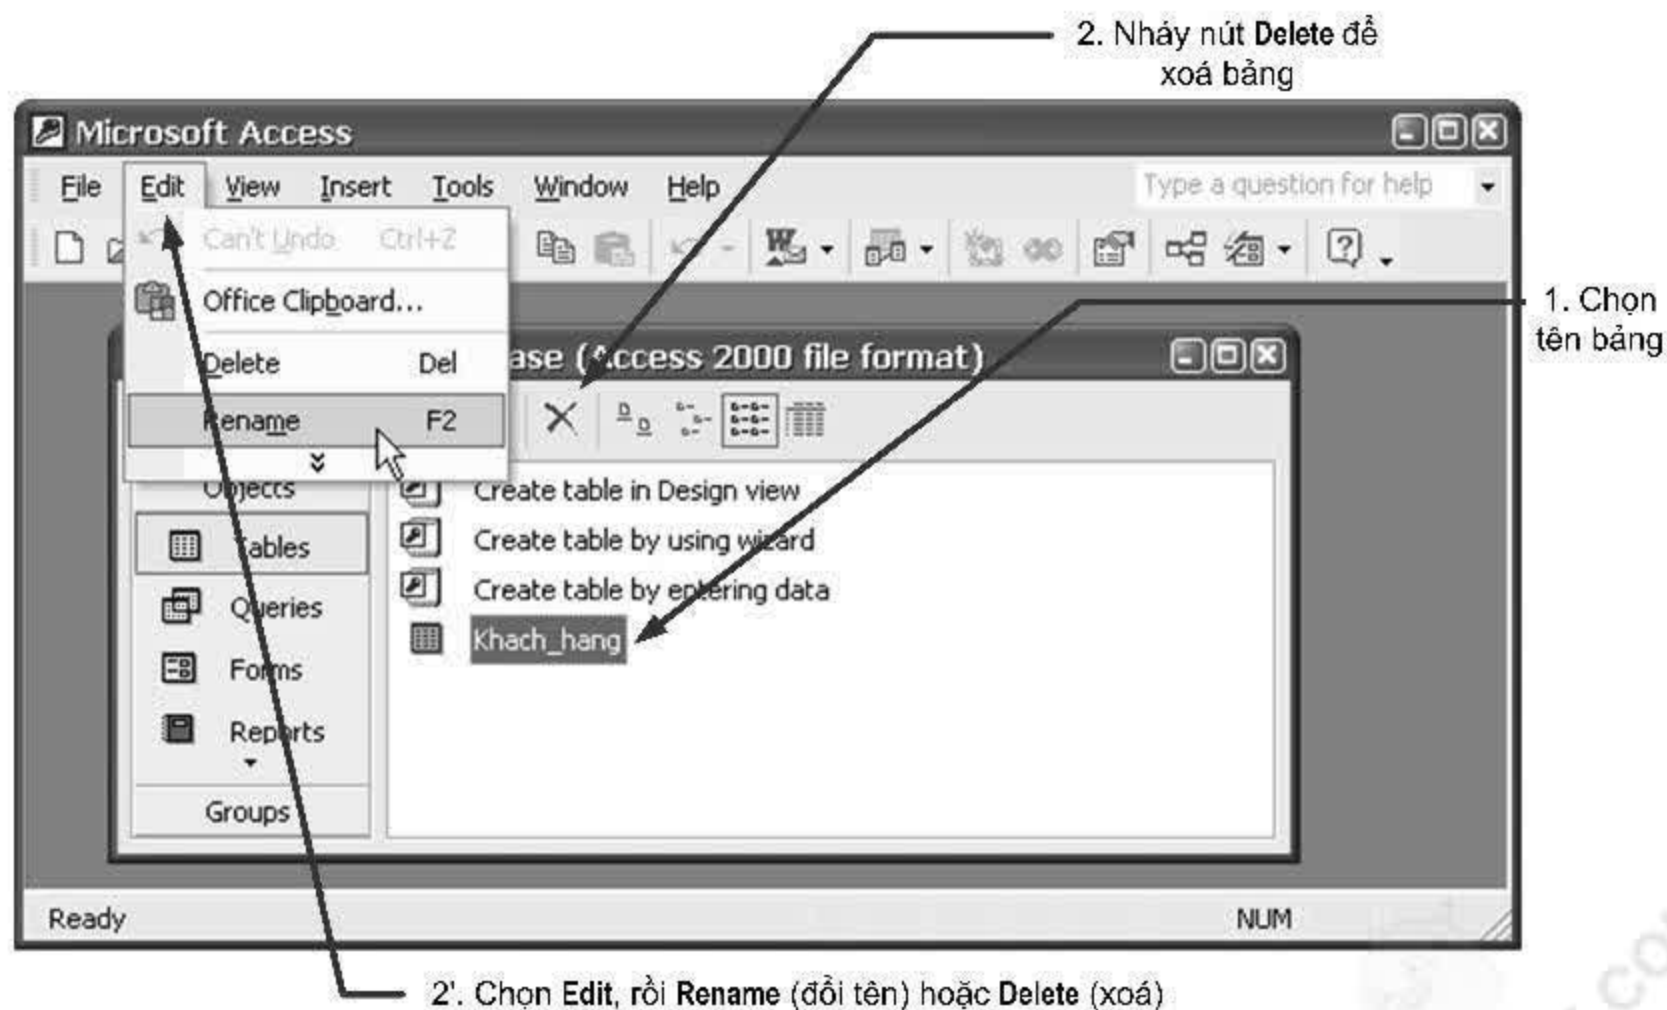 2. Nháy nút Delete để
xoá bảng
Microsoft Access
File Edit View Insert Tools Window Help Type a question for help
Can't Undo Ctrl+Z
Office Clipboard...
1. Chọn
tên bảng
Delete Del
ase (Access 2000 file format)
Rename F2
Objects
Create table in Design view
Tables
Create table by using wizard
Create table by entering data
Queries
Khach_hang
Forms
Reports
Groups
Ready NUM
2'. Chọn Edit, rồi Rename (đổi tên) hoặc Delete (xoá)